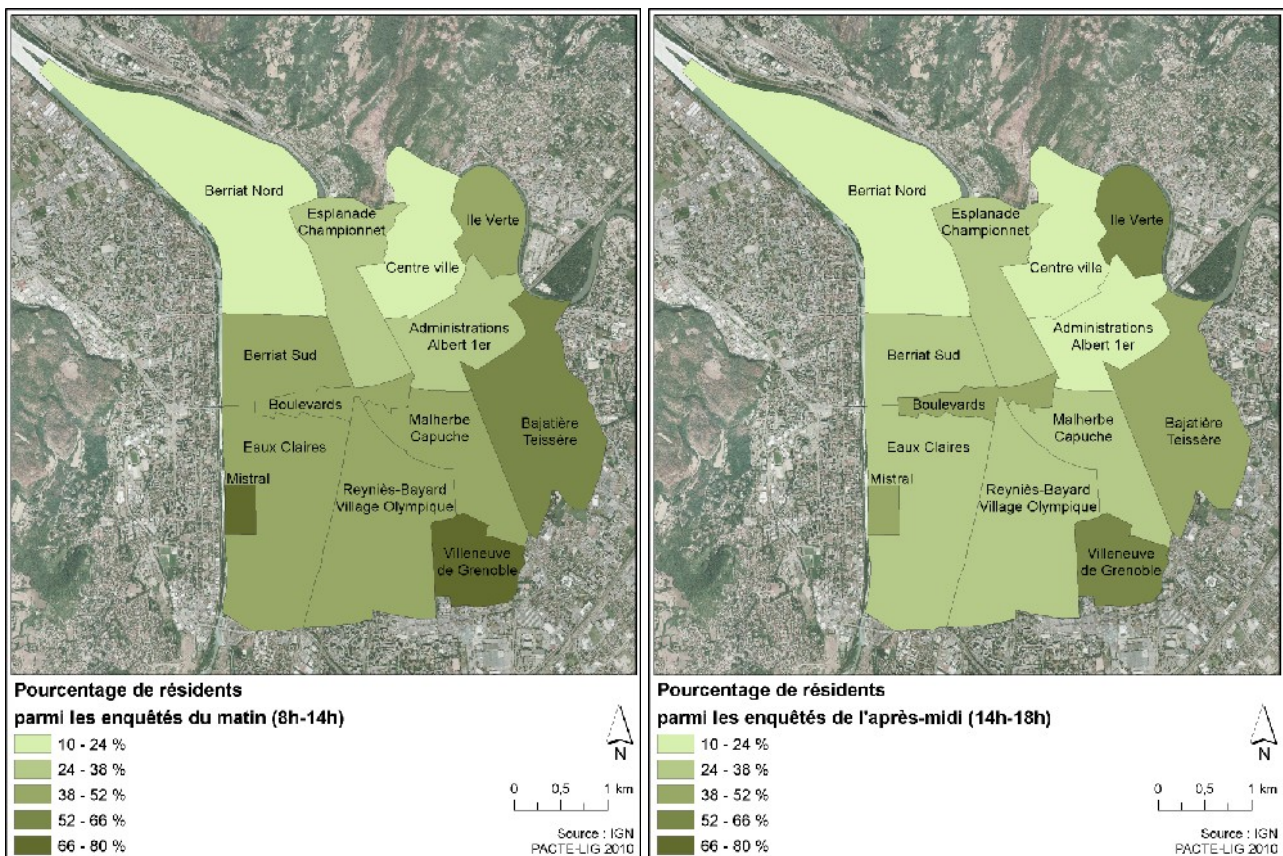 Berriat Nord
Esplanade
Championnet
Ile Verte
Centre ville
Administrations
Albert 1er
Berriat Sud
Boulevards
Malherbe
Capuche
Bajatière
Teissère
Eaux Claires
Mistral
Reyniès-Bayard
Village Olympique
Villeneuve
de Grenoble
Pourcentage de résidents
parmi les enquêtés du matin (8h-14h)
10 - 24 %
24 - 38 %
38 - 52 %
52 - 66 %
66 - 80 %
N
0 0,5 1 km
Source : IGN
PACTE-LIG 2010
Berriat Nord
Esplanade
Championnet
Ile Verte
Centre ville
Administrations
Albert 1er
Berriat Sud
Boulevards
Malherbe
Capuche
Bajatière
Teissère
Eaux Claires
Mistral
Reyniès-Bayard
Village Olympique
Villeneuve
de Grenoble
Pourcentage de résidents
parmi les enquêtés de l'après-midi (14h-18h)
10 - 24 %
24 - 38 %
38 - 52 %
52 - 66 %
66 - 80 %
N
0 0,5 1 km
Source : IGN
PACTE-LIG 2010